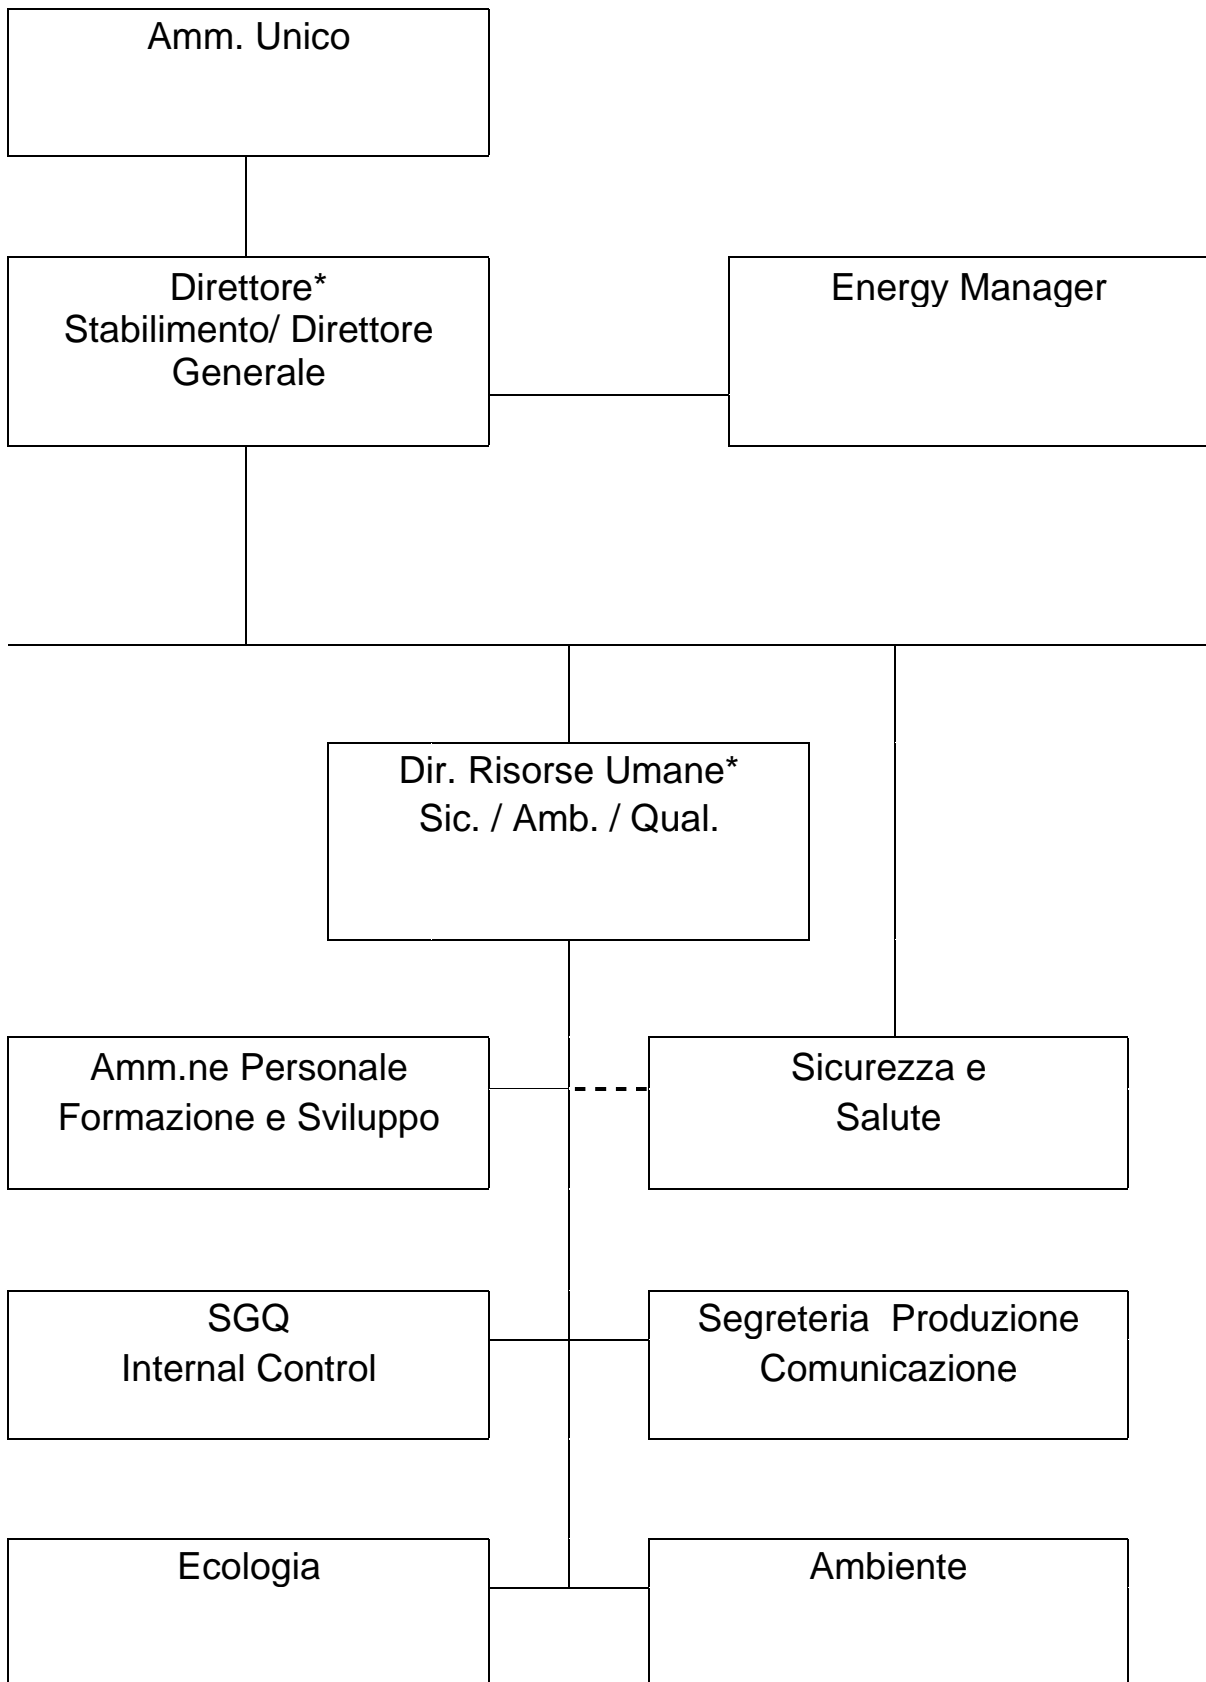 Amm. Unico
Direttore*
Stabilimento/ Direttore
Generale
Energy Manager
Dir. Risorse Umane*
Sic. / Amb. / Qual.
Amm.ne Personale
Formazione e Sviluppo
Sicurezza e
Salute
SGQ
Internal Control
Segreteria  Produzione
Comunicazione
Ecologia
Ambiente